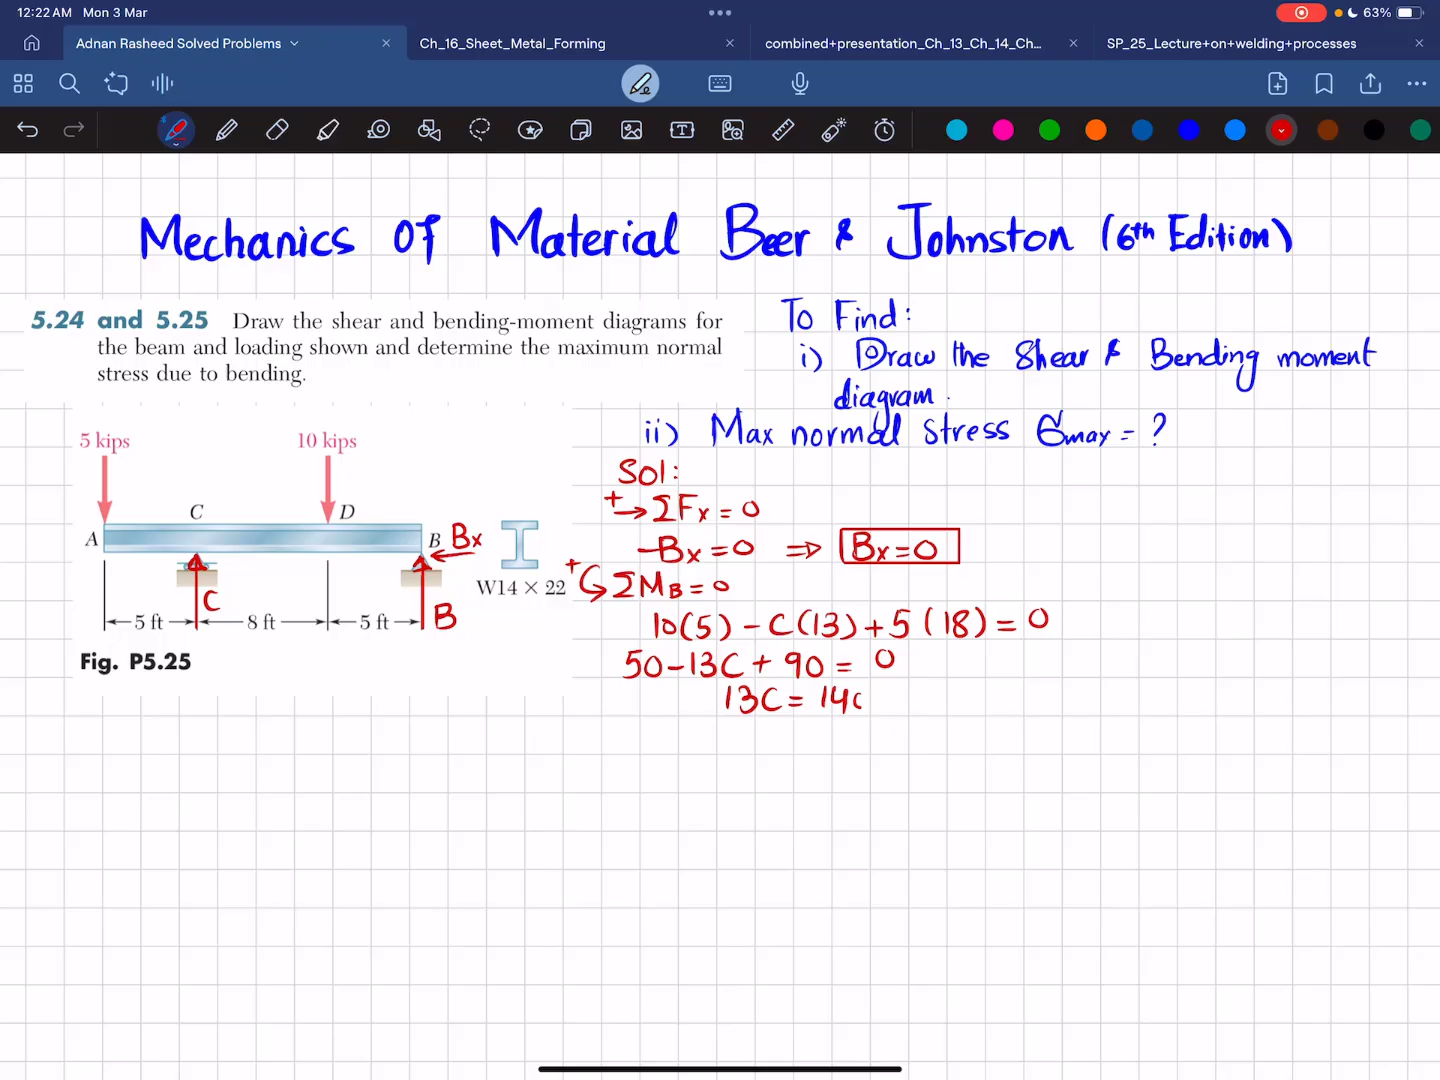 12:22 AM Mon 3 Mar
63%
Adnan Rasheed Solved Problems
Ch_16_Sheet_Metal_Forming
combined+presentation_Ch_13_Ch_14_Ch...
SP_25_Lecture+on+welding+processes
Mechanics of Material Beer & Johnston (6th Edition)
5.24 and 5.25 Draw the shear and bending-moment diagrams for
the beam and loading shown and determine the maximum normal
stress due to bending.
To Find:
i) Draw the Shear & Bending moment
diagram.
ii) Max normal stress σmax = ?
5 kips
10 kips
A
C
D
B
Bx
W14 × 22
C
B
5 ft
8 ft
5 ft
Fig. P5.25
Sol:
+→ ΣFx = 0
-Bx = 0 ⇒ Bx = 0
+↺ ΣMB = 0
10(5) - C(13) + 5(18) = 0
50 - 13C + 90 = 0
13C =